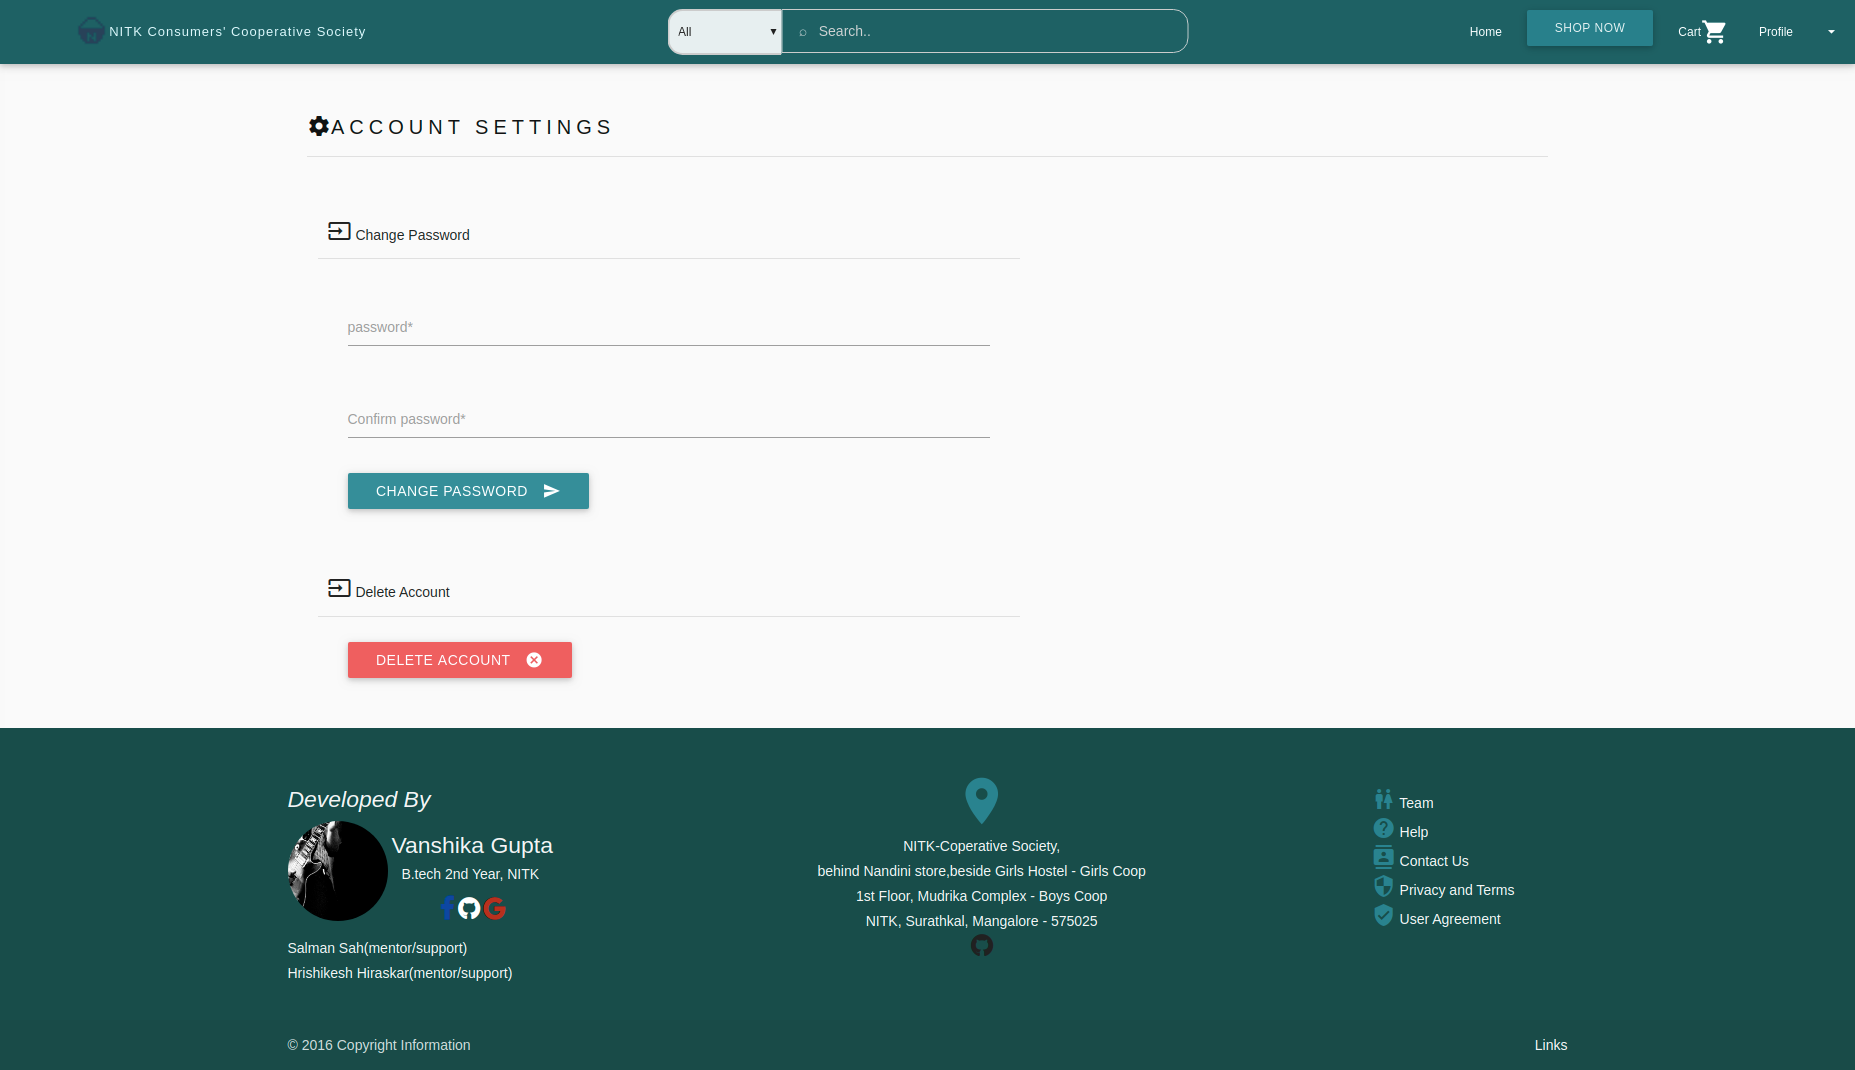 NITK Consumers' Cooperative Society
All
Search..
Home
SHOP NOW
Cart
Profile
ACCOUNT SETTINGS
Change Password
password*
Confirm password*
CHANGE PASSWORD
Delete Account
DELETE ACCOUNT
Developed By
Vanshika Gupta
B.tech 2nd Year, NITK
Salman Sah(mentor/support)
Hrishikesh Hiraskar(mentor/support)
NITK-Coperative Society,
behind Nandini store,beside Girls Hostel - Girls Coop
1st Floor, Mudrika Complex - Boys Coop
NITK, Surathkal, Mangalore - 575025
Team
Help
Contact Us
Privacy and Terms
User Agreement
© 2016 Copyright Information
Links